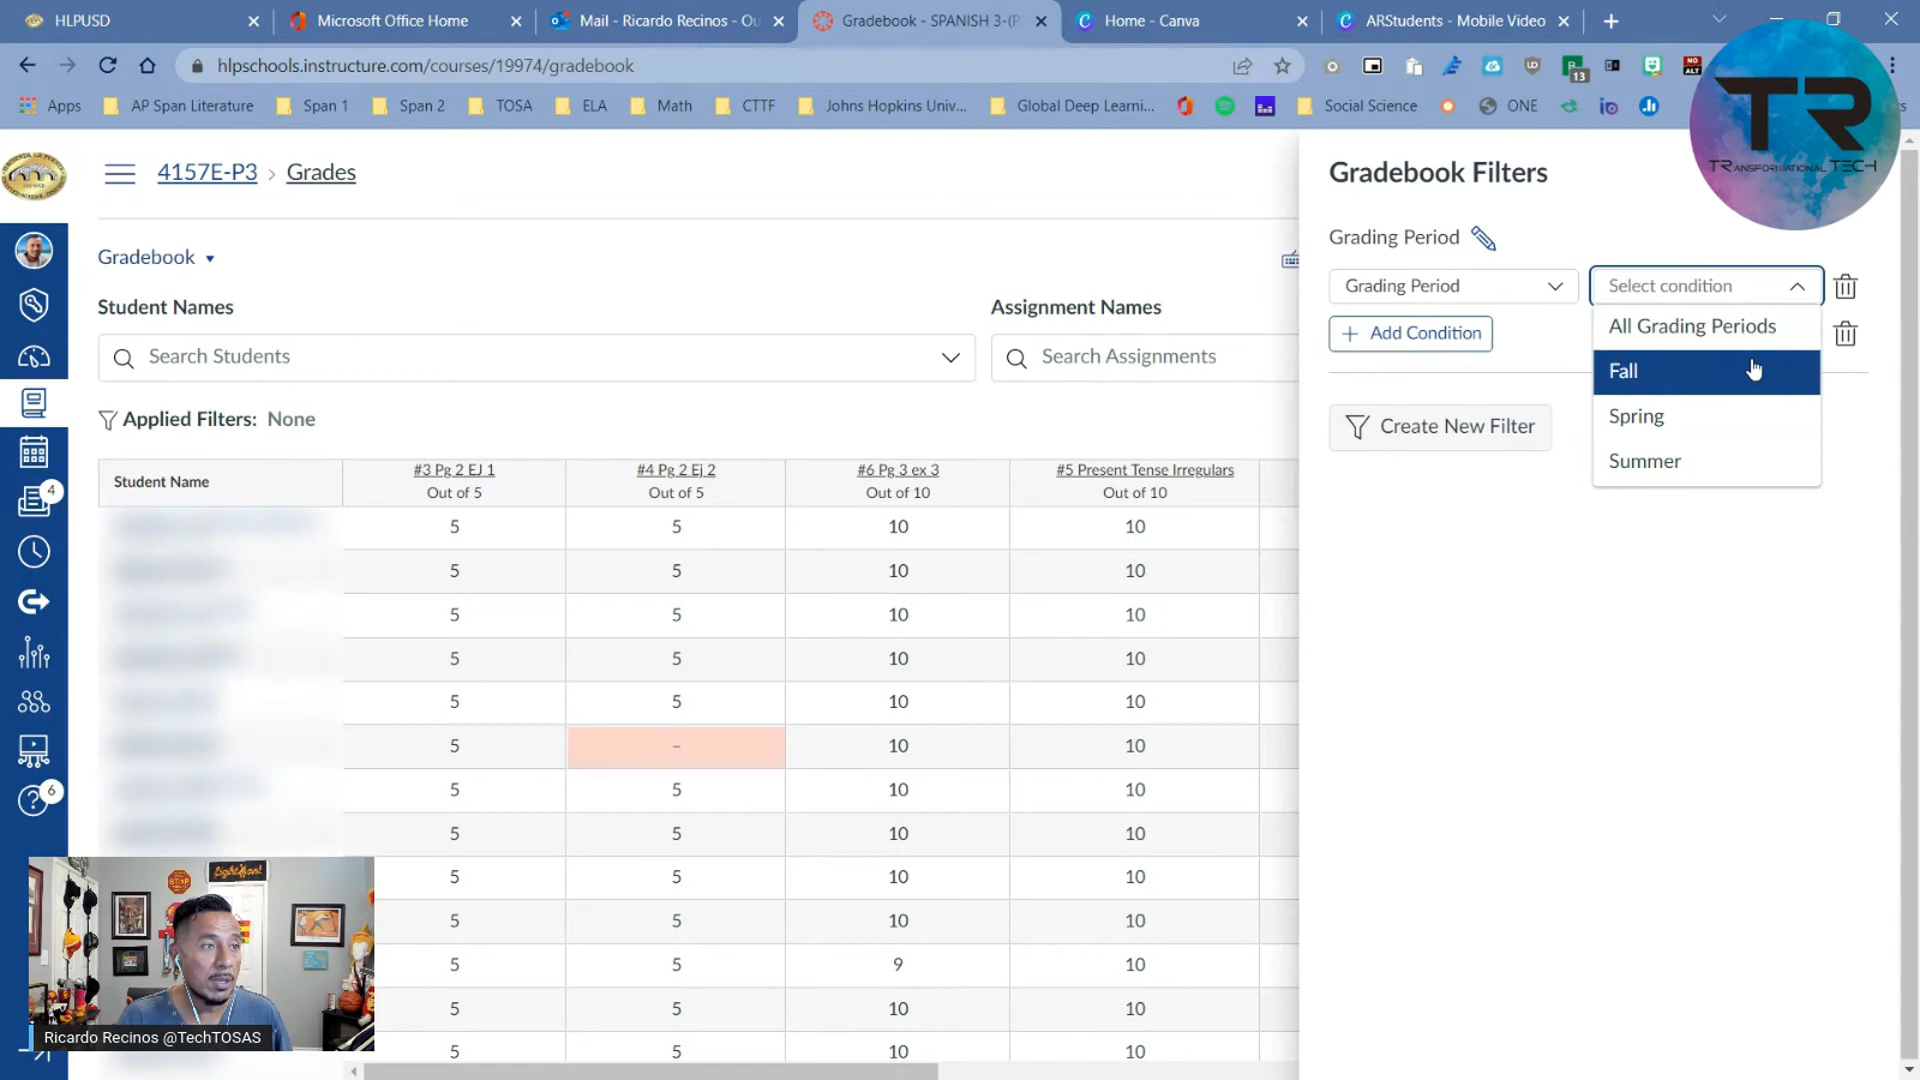 HLPUSD
Microsoft Office Home
Mail - Ricardo Recinos - Ou
Gradebook - SPANISH 3-(P
Home - Canva
ARStudents - Mobile Video
hlpschools.instructure.com/courses/19974/gradebook
13
NO
ALT
Apps
AP Span Literature
Span 1
Span 2
TOSA
ELA
Math
CTTF
Johns Hopkins Univ...
Global Deep Learni...
Social Science
ONE
TR
TRANSFORMATIONAL TECH
4157E-P3 > Grades
Gradebook
Student Names
Assignment Names
Search Students
Search Assignments
Applied Filters: None
Student Name
#3 Pg 2 EJ 1
Out of 5
#4 Pg 2 Ej 2
Out of 5
#6 Pg 3 ex 3
Out of 10
#5 Present Tense Irregulars
Out of 10
5 5 10 10
5 5 10 10
5 5 10 10
5 5 10 10
5 5 10 10
5 – 10 10
5 5 10 10
5 5 10 10
5 5 10 10
5 5 10 10
5 5 9 10
5 5 10 10
5 5 10 10
4
6
Gradebook Filters
Grading Period
Grading Period
Select condition
All Grading Periods
Fall
Spring
Summer
+ Add Condition
Create New Filter
Ricardo Recinos @TechTOSAS